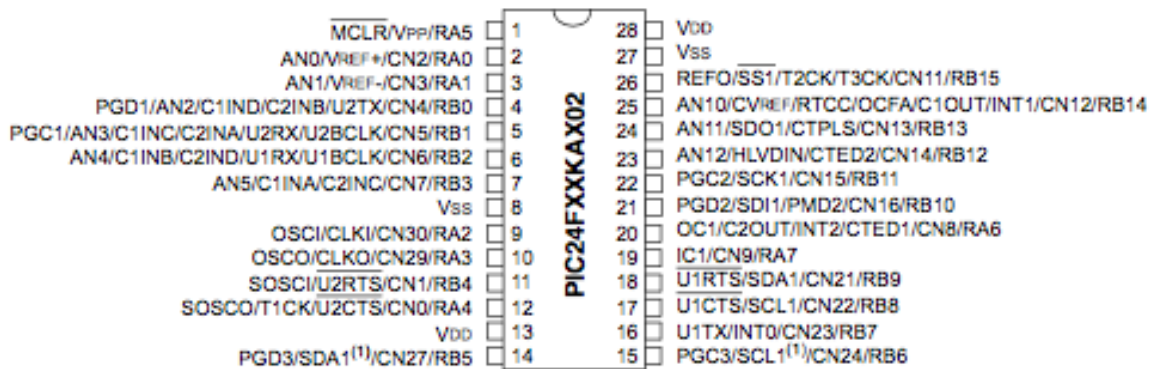 MCLR/VPP/RA5 1 28 VDD
AN0/VREF+/CN2/RA0 2 27 VSS
AN1/VREF-/CN3/RA1 3 26 REFO/SS1/T2CK/T3CK/CN11/RB15
PGD1/AN2/C1IND/C2INB/U2TX/CN4/RB0 4 25 AN10/CVREF/RTCC/OCFA/C1OUT/INT1/CN12/RB14
PGC1/AN3/C1INC/C2INA/U2RX/U2BCLK/CN5/RB1 5 24 AN11/SDO1/CTPLS/CN13/RB13
AN4/C1INB/C2IND/U1RX/U1BCLK/CN6/RB2 6 23 AN12/HLVDIN/CTED2/CN14/RB12
AN5/C1INA/C2INC/CN7/RB3 7 22 PGC2/SCK1/CN15/RB11
VSS 8 21 PGD2/SDI1/PMD2/CN16/RB10
OSCI/CLKI/CN30/RA2 9 20 OC1/C2OUT/INT2/CTED1/CN8/RA6
OSCO/CLKO/CN29/RA3 10 19 IC1/CN9/RA7
SOSCI/U2RTS/CN1/RB4 11 18 U1RTS/SDA1/CN21/RB9
SOSCO/T1CK/U2CTS/CN0/RA4 12 17 U1CTS/SCL1/CN22/RB8
VDD 13 16 U1TX/INT0/CN23/RB7
PGD3/SDA1(1)/CN27/RB5 14 15 PGC3/SCL1(1)/CN24/RB6
PIC24FXXKAX02